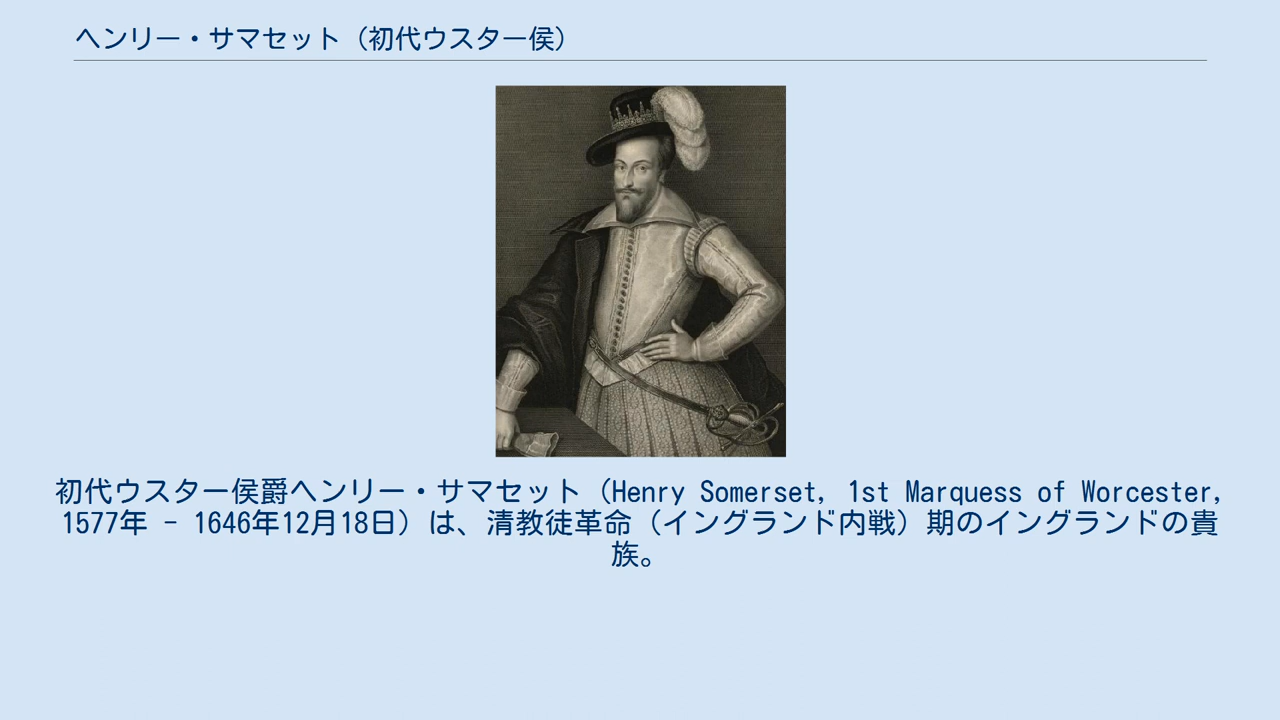 ヘンリー・サマセット（初代ウスター侯）
初代ウスター侯爵ヘンリー・サマセット（Henry Somerset, 1st Marquess of Worcester,
1577年 - 1646年12月18日）は、清教徒革命（イングランド内戦）期のイングランドの貴
族。